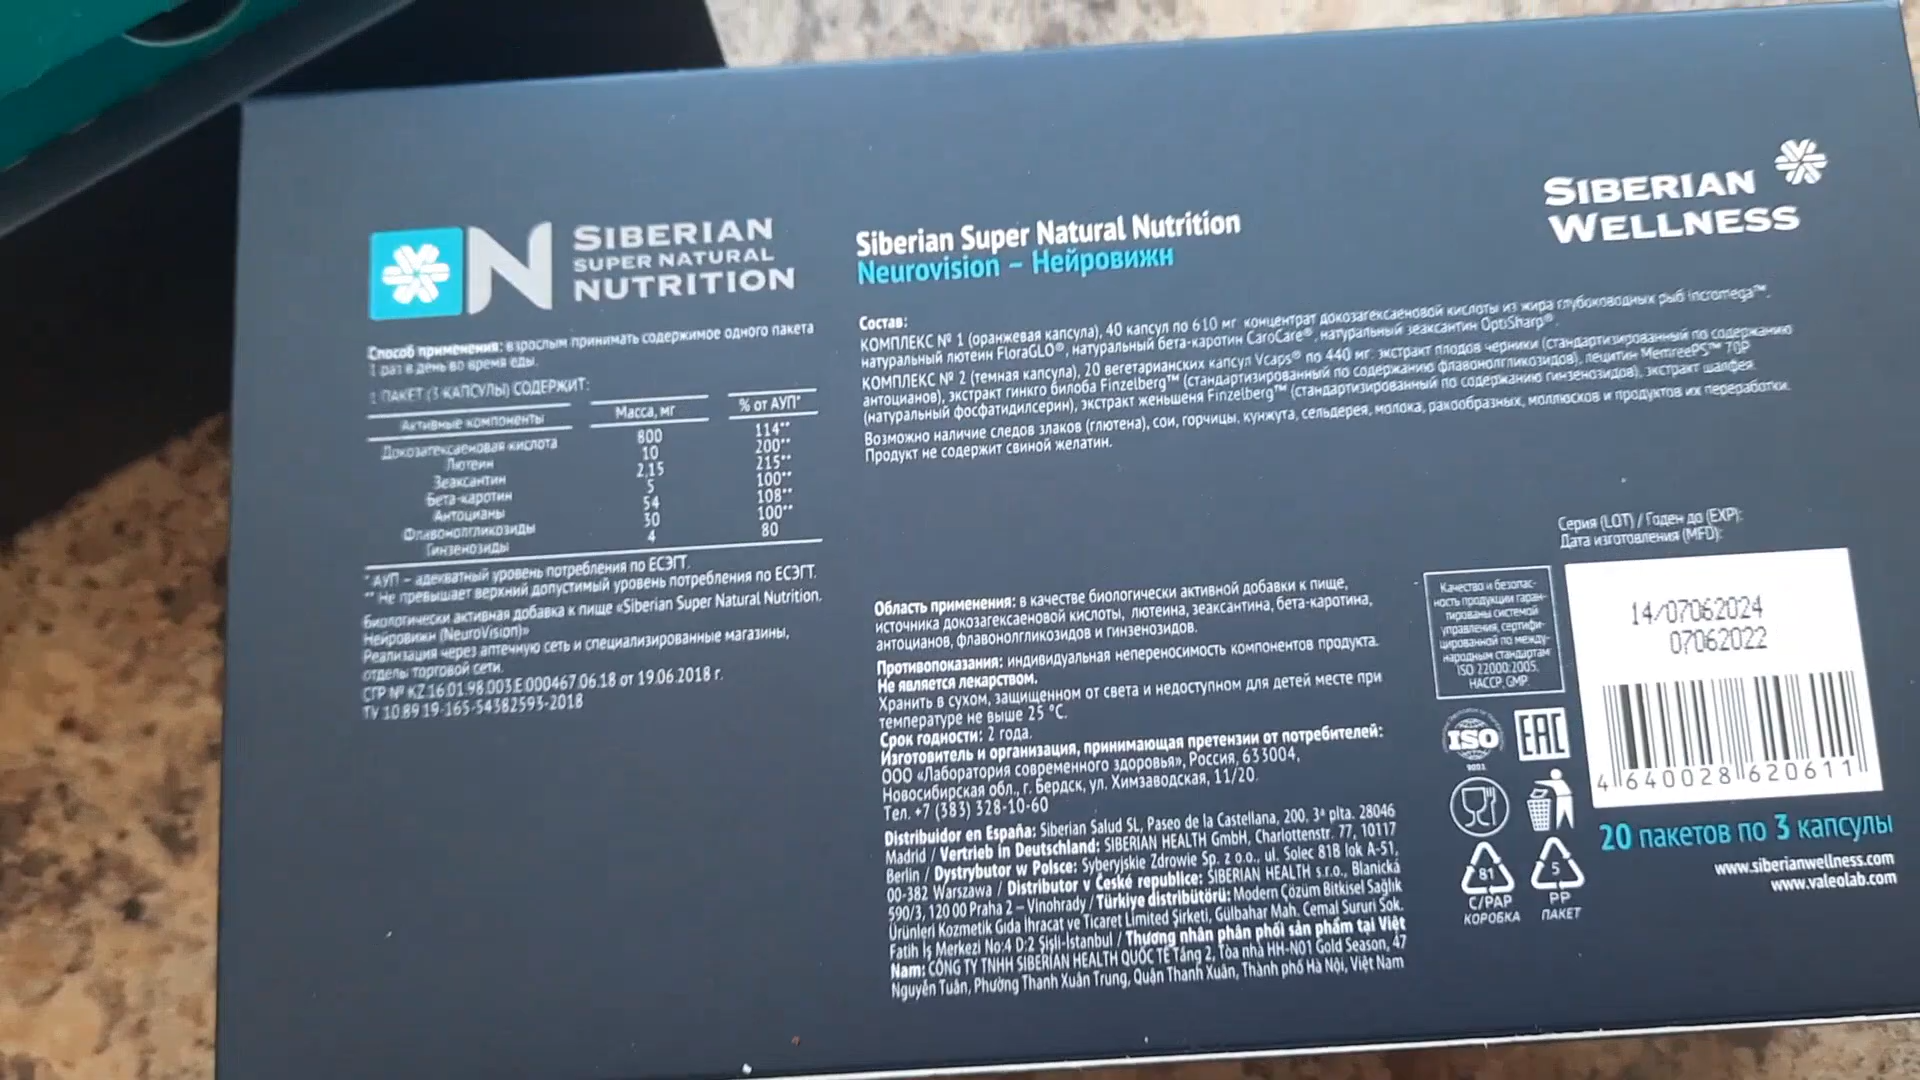 SIBERIAN
SUPER NATURAL
NUTRITION
Способ применения: взрослым принимать содержимое одного пакета
1 раз в день во время еды.
1 ПАКЕТ (3 КАПСУЛЫ) СОДЕРЖИТ:
Активные компоненты Масса, мг % от АУП*
Докозагексаеновая кислота 800 114**
Лютеин 10 200**
Зеаксантин 2,15 215**
Бета-каротин 5 100**
Антоцианы 54 108**
Флавонолгликозиды 30 100**
Гинзенозиды 4 80
* АУП – адекватный уровень потребления по ЕСЭГТ.
** Не превышает верхний допустимый уровень потребления по ЕСЭГТ.
Биологически активная добавка к пище «Siberian Super Natural Nutrition.
Нейровижн (NeuroVision)»
Реализация через аптечную сеть и специализированные магазины,
отделы торговой сети.
СГР № KZ.16.01.98.003.E.000467.06.18 от 19.06.2018 г.
ТУ 10.89.19-165-54382593-2018
Siberian Super Natural Nutrition
Neurovision – Нейровижн
SIBERIAN
WELLNESS
Состав:
КОМПЛЕКС № 1 (оранжевая капсула), 40 капсул по 610 мг: концентрат докозагексаеновой кислоты из жира глубоководных рыб Incromega™,
натуральный лютеин FloraGLO®, натуральный бета-каротин CaroCare®, натуральный зеаксантин OptiSharp®.
КОМПЛЕКС № 2 (темная капсула), 20 вегетарианских капсул Vcaps® по 440 мг: экстракт плодов черники (стандартизированный по содержанию
антоцианов), экстракт гинкго билоба Finzelberg™ (стандартизированный по содержанию флавонолгликозидов), лецитин MemreePS™ 70P
(натуральный фосфатидилсерин), экстракт женьшеня Finzelberg™ (стандартизированный по содержанию гинзенозидов), экстракт шалфея.
Возможно наличие следов злаков (глютена), сои, горчицы, кунжута, сельдерея, молока, ракообразных, моллюсков и продуктов их переработки.
Продукт не содержит свиной желатин.
Область применения: в качестве биологически активной добавки к пище,
источника докозагексаеновой кислоты, лютеина, зеаксантина, бета-каротина,
антоцианов, флавонолгликозидов и гинзенозидов.
Противопоказания: индивидуальная непереносимость компонентов продукта.
Не является лекарством.
Хранить в сухом, защищенном от света и недоступном для детей месте при
температуре не выше 25 °С.
Срок годности: 2 года.
Изготовитель и организация, принимающая претензии от потребителей:
ООО «Лаборатория современного здоровья», Россия, 633004,
Новосибирская обл., г. Бердск, ул. Химзаводская, 11/20.
Тел. +7 (383) 328-10-60
Distribuidor en España: Siberian Salud SL, Paseo de la Castellana, 200, 3ª plta. 28046
Madrid / Vertrieb in Deutschland: SIBERIAN HEALTH GmbH, Charlottenstr. 77, 10117
Berlin / Dystrybutor w Polsce: Syberyjskie Zdrowie Sp. z o.o., ul. Solec 81B lok A-51,
00-382 Warszawa / Distributor v České republice: SIBERIAN HEALTH s.r.o., Blanická
590/3, 120 00 Praha 2 – Vinohrady / Türkiye distribütörü: Modern Çözüm Bitkisel Sağlık
Ürünleri Kozmetik Gıda İhracat ve Ticaret Limited Şirketi, Gülbahar Mah. Cemal Sururi Sok.
Fatih İş Merkezi No:4 D:2 Şişli-İstanbul / Thương nhân phân phối sản phẩm tại Việt
Nam: CÔNG TY TNHH SIBERIAN HEALTH QUỐC TẾ Tầng 2, Tòa nhà HH-N01 Gold Season, 47
Nguyễn Tuân, Phường Thanh Xuân Trung, Quận Thanh Xuân, Thành phố Hà Nội, Việt Nam
Серия (LOT) / Годен до (EXP):
Дата изготовления (MFD):
14/07062024
07062022
Качество и безопас-
ность продукции гаран-
тированы системой
управления, сертифи-
цированной по между-
народным стандартам
ISO 22000:2005,
HACCP, GMP.
ISO
9001
EAC
4 640028 620611
20 пакетов по 3 капсулы
www.siberianwellness.com
www.valeolab.com
81
C/PAP
КОРОБКА
5
PP
ПАКЕТ